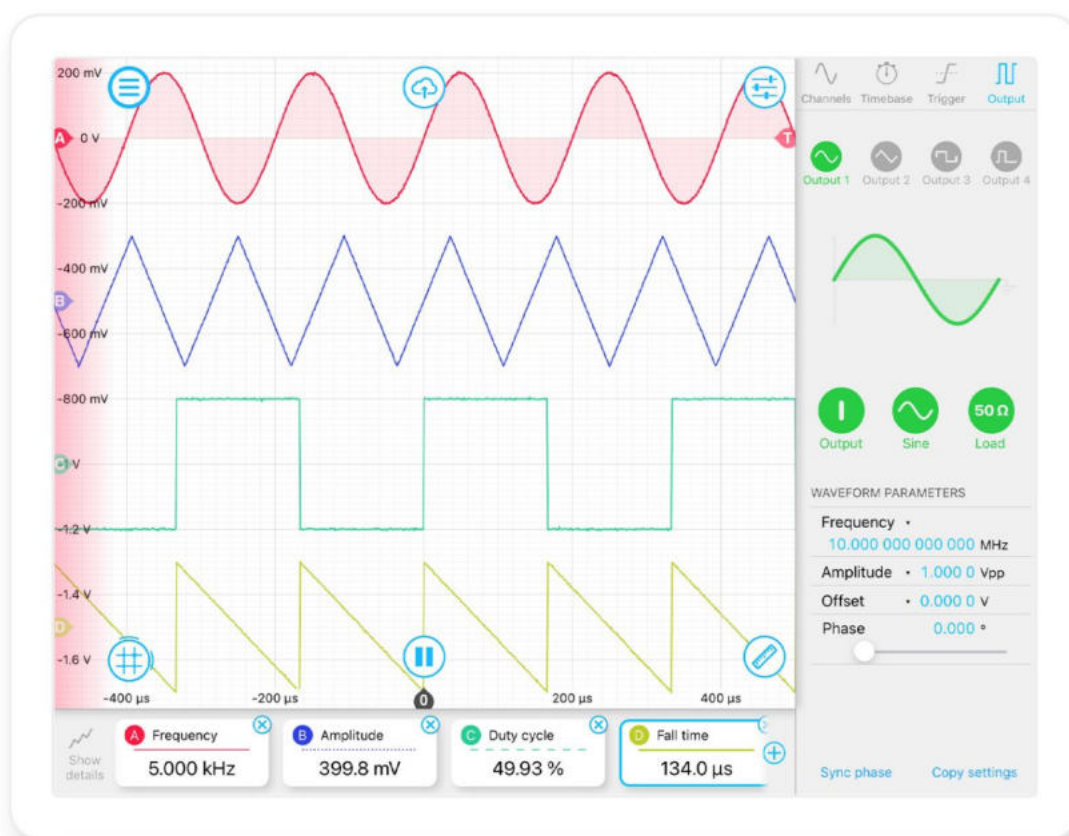 200 mV
A
0 V
T
-200 mV
-400 mV
B
-600 mV
-800 mV
C
-1.2 V
-1.4 V
D
-1.6 V
-400 µs
-200 µs
0
200 µs
400 µs
Channels Timebase Trigger Output
Output 1 Output 2 Output 3 Output 4
50 Ω
Output Sine Load
WAVEFORM PARAMETERS
Frequency
10.000 000 000 000 MHz
Amplitude 1.000 0 Vpp
Offset 0.000 0 V
Phase 0.000 °
Sync phase Copy settings
Show
details
A Frequency
5.000 kHz
B Amplitude
399.8 mV
C Duty cycle
49.93 %
D Fall time
134.0 µs